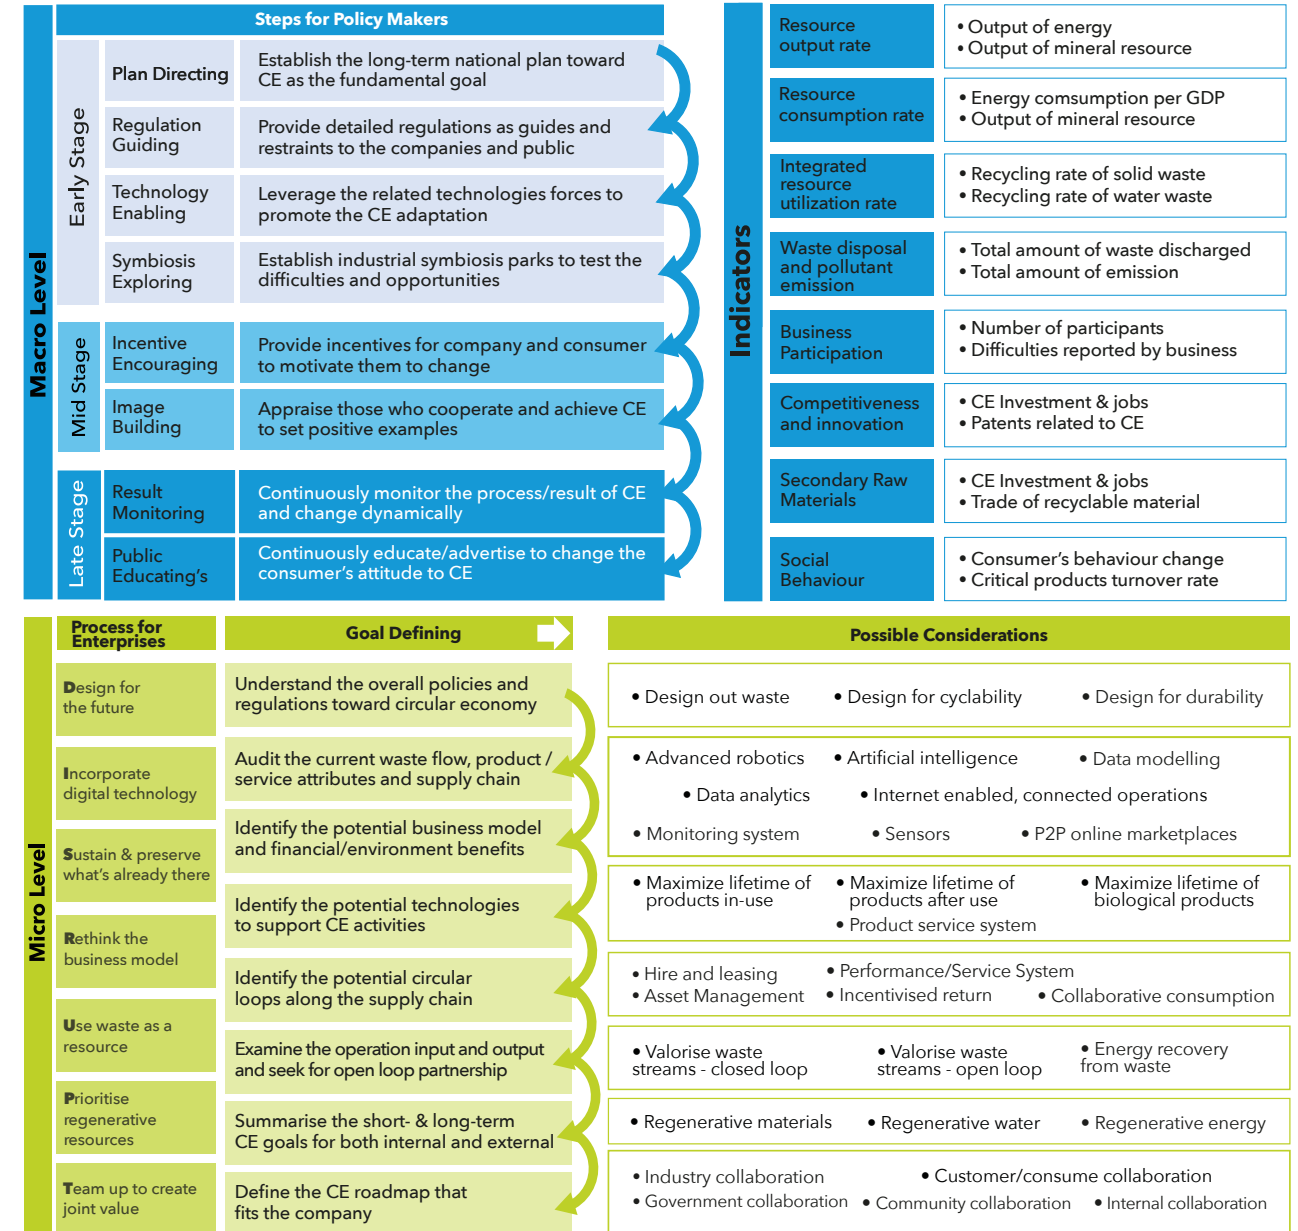 Macro Level
Steps for Policy Makers
Early Stage
Plan Directing
Establish the long-term national plan toward
CE as the fundamental goal
Regulation
Guiding
Provide detailed regulations as guides and
restraints to the companies and public
Technology
Enabling
Leverage the related technologies forces to
promote the CE adaptation
Symbiosis
Exploring
Establish industrial symbiosis parks to test the
difficulties and opportunities
Mid Stage
Incentive
Encouraging
Provide incentives for company and consumer
to motivate them to change
Image
Building
Appraise those who cooperate and achieve CE
to set positive examples
Late Stage
Result
Monitoring
Continuously monitor the process/result of CE
and change dynamically
Public
Educating's
Continuously educate/advertise to change the
consumer's attitude to CE
Indicators
Resource
output rate
• Output of energy
• Output of mineral resource
Resource
consumption rate
• Energy comsumption per GDP
• Output of mineral resource
Integrated
resource
utilization rate
• Recycling rate of solid waste
• Recycling rate of water waste
Waste disposal
and pollutant
emission
• Total amount of waste discharged
• Total amount of emission
Business
Participation
• Number of participants
• Difficulties reported by business
Competitiveness
and innovation
• CE Investment & jobs
• Patents related to CE
Secondary Raw
Materials
• CE Investment & jobs
• Trade of recyclable material
Social
Behaviour
• Consumer's behaviour change
• Critical products turnover rate
Micro Level
Process for
Enterprises
Design for
the future
Incorporate
digital technology
Sustain & preserve
what's already there
Rethink the
business model
Use waste as a
resource
Prioritise
regenerative
resources
Team up to create
joint value
Goal Defining
Understand the overall policies and
regulations toward circular economy
Audit the current waste flow, product /
service attributes and supply chain
Identify the potential business model
and financial/environment benefits
Identify the potential technologies
to support CE activities
Identify the potential circular
loops along the supply chain
Examine the operation input and output
and seek for open loop partnership
Summarise the short- & long-term
CE goals for both internal and external
Define the CE roadmap that
fits the company
Possible Considerations
• Design out waste • Design for cyclability • Design for durability
• Advanced robotics • Artificial intelligence • Data modelling
• Data analytics • Internet enabled, connected operations
• Monitoring system • Sensors • P2P online marketplaces
• Maximize lifetime of
products in-use
• Maximize lifetime of
products after use
• Maximize lifetime of
biological products
• Product service system
• Hire and leasing • Performance/Service System
• Asset Management • Incentivised return • Collaborative consumption
• Valorise waste
streams - closed loop
• Valorise waste
streams - open loop
• Energy recovery
from waste
• Regenerative materials • Regenerative water • Regenerative energy
• Industry collaboration • Customer/consume collaboration
• Government collaboration • Community collaboration • Internal collaboration